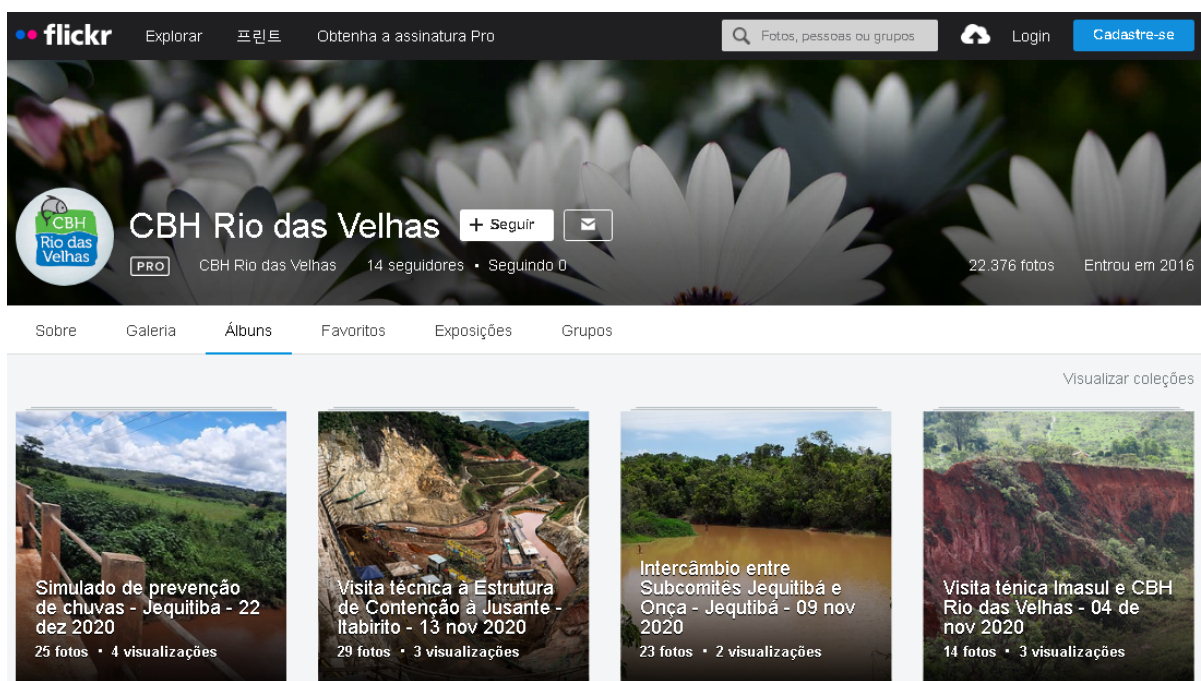 flickr Explorar 프린트 Obtenha a assinatura Pro Fotos, pessoas ou grupos Login Cadastre-se
CBH
Rio das
Velhas
CBH Rio das Velhas + Seguir
PRO CBH Rio das Velhas 14 seguidores • Seguindo 0 22.376 fotos Entrou em 2016
Sobre Galeria Álbuns Favoritos Exposições Grupos
Visualizar coleções
Simulado de prevenção
de chuvas - Jequitiba - 22
dez 2020
25 fotos • 4 visualizações
Visita técnica à Estrutura
de Contenção à Jusante -
Itabirito - 13 nov 2020
29 fotos • 3 visualizações
Intercâmbio entre
Subcomitês Jequitibá e
Onça - Jequtibá - 09 nov
2020
23 fotos • 2 visualizações
Visita ténica Imasul e CBH
Rio das Velhas - 04 de
nov 2020
14 fotos • 3 visualizações